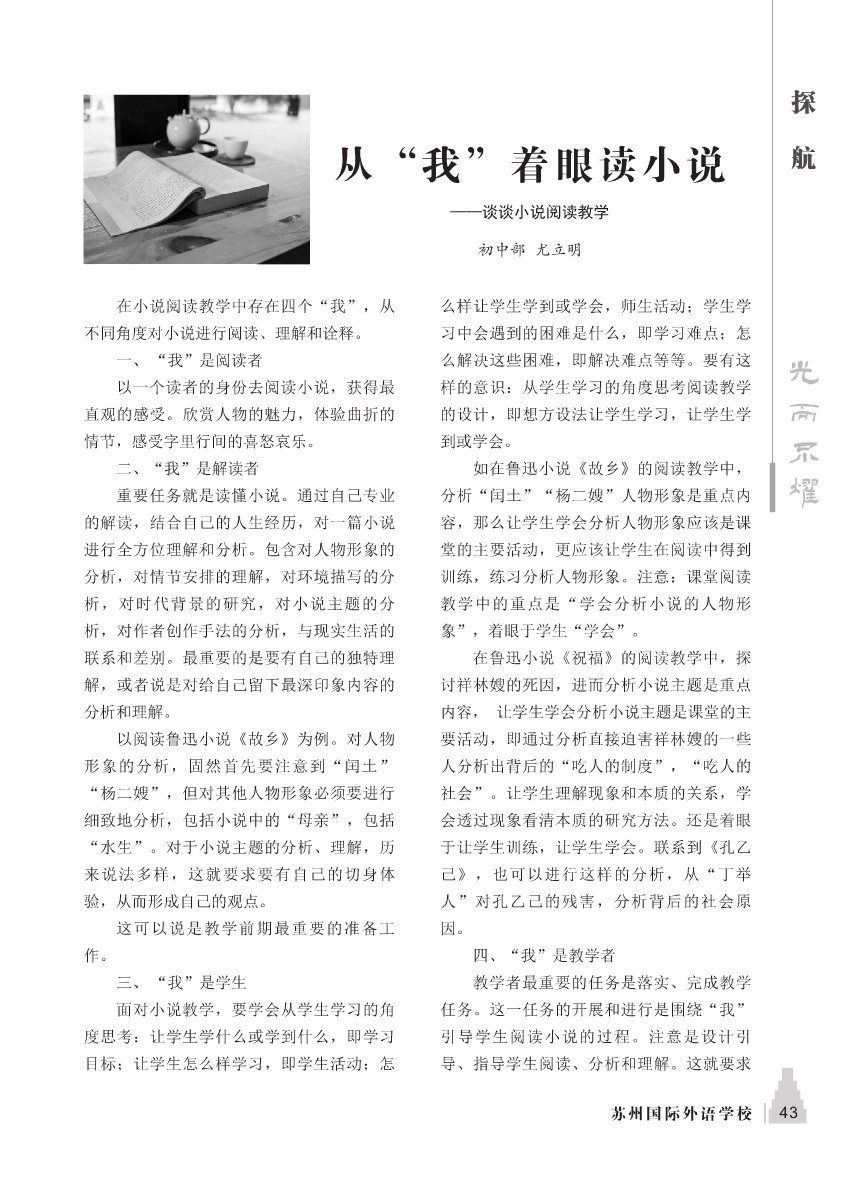 从“我”着眼读小说
——谈谈小说阅读教学
初中部 尤立明
在小说阅读教学中存在四个“我”，从
不同角度对小说进行阅读、理解和诠释。
一、 “我”是阅读者
以一个读者的身份去阅读小说，获得最
直观的感受。欣赏人物的魅力，体验曲折的
情节，感受字里行间的喜怒哀乐。
二、“我”是解读者
重要任务就是读懂小说。通过自己专业
的解读，结合自己的人生经历，对一篇小说
进行全方位理解和分析。包含对人物形象的
分析，对情节安排的理解，对环境描写的分
析，对时代背景的研究，对小说主题的分
析，对作者创作手法的分析，与现实生活的
联系和差别。最重要的是要有自己的独特理
解，或者说是对给自己留下最深印象内容的
分析和理解。
以阅读鲁迅小说《故乡》为例。对人物
形象的分析，固然首先要注意到“闰土”
“杨二嫂”，但对其他人物形象必须要进行
细致地分析，包括小说中的“母亲”，包括
“水生”。对于小说主题的分析、理解，历
来说法多样，这就要求要有自己的切身体
验，从而形成自己的观点。
这可以说是教学前期最重要的准备工
作。
三、 “我”是学生
面对小说教学，要学会从学生学习的角
度思考：让学生学什么或学到什么，即学习
目标；让学生怎么样学习，即学生活动；怎
么样让学生学到或学会，师生活动；学生学
习中会遇到的困难是什么，即学习难点；怎
么解决这些困难，即解决难点等等。要有这
样的意识：从学生学习的角度思考阅读教学
的设计，即想方设法让学生学习，让学生学
到或学会。
如在鲁迅小说《故乡》的阅读教学中，
分析“闰土”“杨二嫂”人物形象是重点内
容，那么让学生学会分析人物形象应该是课
堂的主要活动，更应该让学生在阅读中得到
训练，练习分析人物形象。注意：课堂阅读
教学中的重点是“学会分析小说的人物形
象”，着眼于学生“学会”。
在鲁迅小说《祝福》的阅读教学中，探
讨祥林嫂的死因，进而分析小说主题是重点
内容， 让学生学会分析小说主题是课堂的主
要活动，即通过分析直接迫害祥林嫂的一些
人分析出背后的“吃人的制度”，“吃人的
社会”。让学生理解现象和本质的关系，学
会透过现象看清本质的研究方法。还是着眼
于让学生训练，让学生学会。联系到《孔乙
己》，也可以进行这样的分析，从“丁举
人”对孔乙己的残害，分析背后的社会原
因。
四、“我”是教学者
教学者最重要的任务是落实、完成教学
任务。这一任务的开展和进行是围绕“我”
引导学生阅读小说的过程。注意是设计引
导、指导学生阅读、分析和理解。这就要求
探航
光而不耀
苏州国际外语学校 43